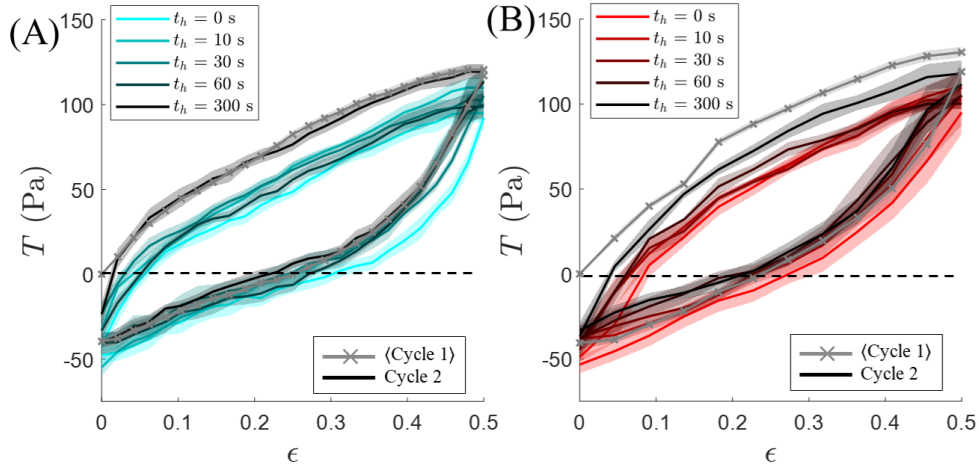 (A)
150
100
50
0
-50
T (Pa)
0
0.1
0.2
0.3
0.4
0.5
ϵ
t_h = 0 s
t_h = 10 s
t_h = 30 s
t_h = 60 s
t_h = 300 s
⟨Cycle 1⟩
Cycle 2
(B)
150
100
50
0
-50
T (Pa)
0
0.1
0.2
0.3
0.4
0.5
ϵ
t_h = 0 s
t_h = 10 s
t_h = 30 s
t_h = 60 s
t_h = 300 s
⟨Cycle 1⟩
Cycle 2